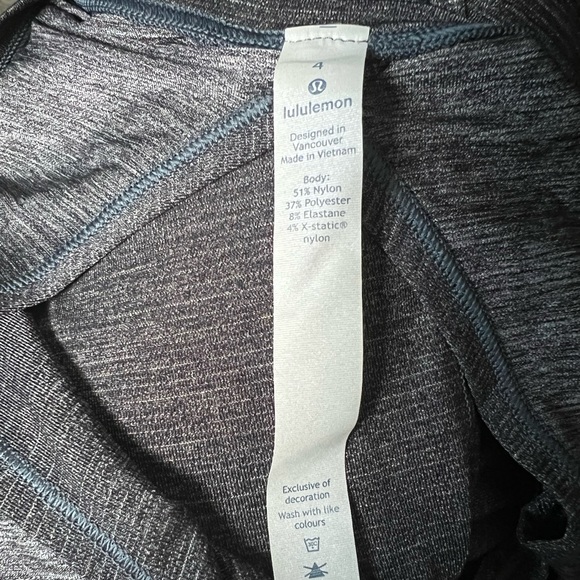 4
lululemon
Designed in
Vancouver
Made in Vietnam
Body:
51% Nylon
37% Polyester
8% Elastane
4% X-static®
nylon
Exclusive of
decoration
Wash with like
colours